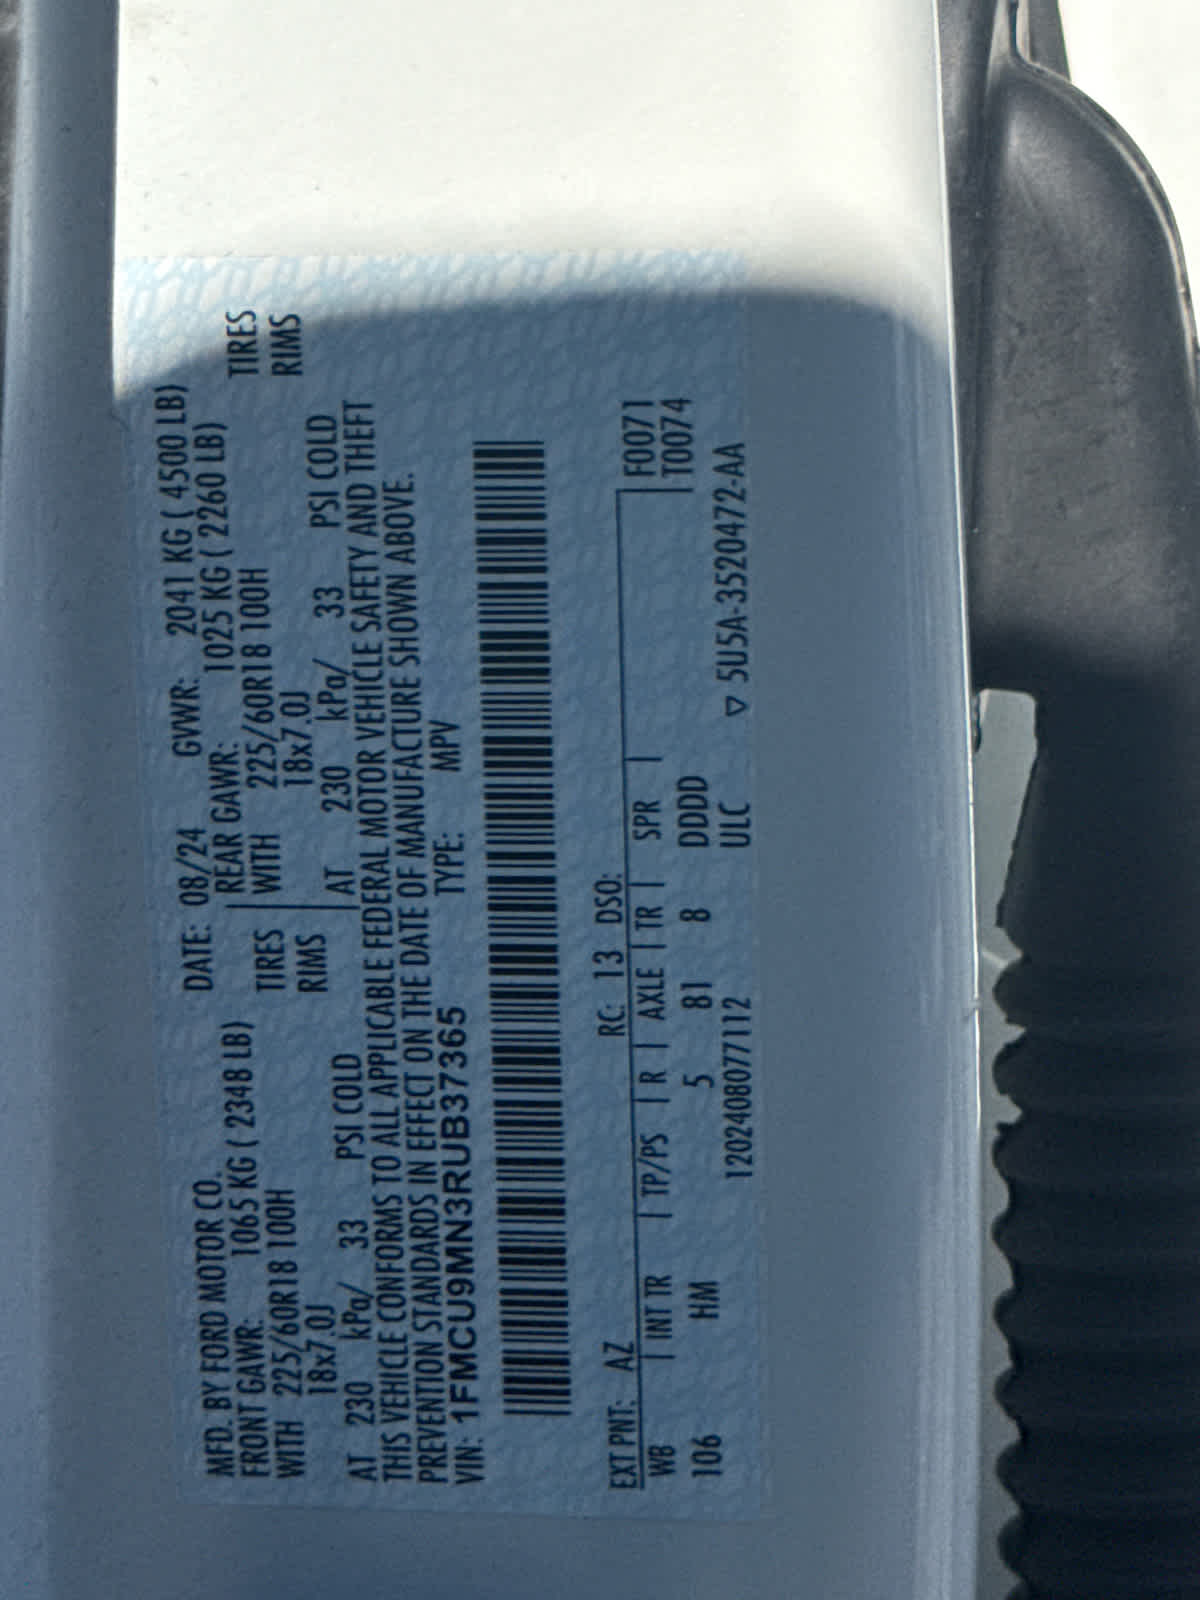 MFD. BY FORD MOTOR CO. DATE: 08/24 GVWR: 2041 KG ( 4500 LB)
FRONT GAWR: 1065 KG ( 2348 LB) REAR GAWR: 1025 KG ( 2260 LB)
WITH 225/60R18 100H TIRES WITH 225/60R18 100H TIRES
18x7.0J RIMS 18x7.0J RIMS
AT 230 kPa/ 33 PSI COLD AT 230 kPa/ 33 PSI COLD
THIS VEHICLE CONFORMS TO ALL APPLICABLE FEDERAL MOTOR VEHICLE SAFETY AND THEFT
PREVENTION STANDARDS IN EFFECT ON THE DATE OF MANUFACTURE SHOWN ABOVE.
VIN: 1FMCU9MN3RUB37365 TYPE: MPV
EXT PNT: AZ RC: 13 DSO:
WB | INT TR | TP/PS | R | AXLE | TR | SPR | F0071
106 HM 5 81 8 DDDD T0074
1202408077112 ULC ▽ 5U5A-3520472-AA